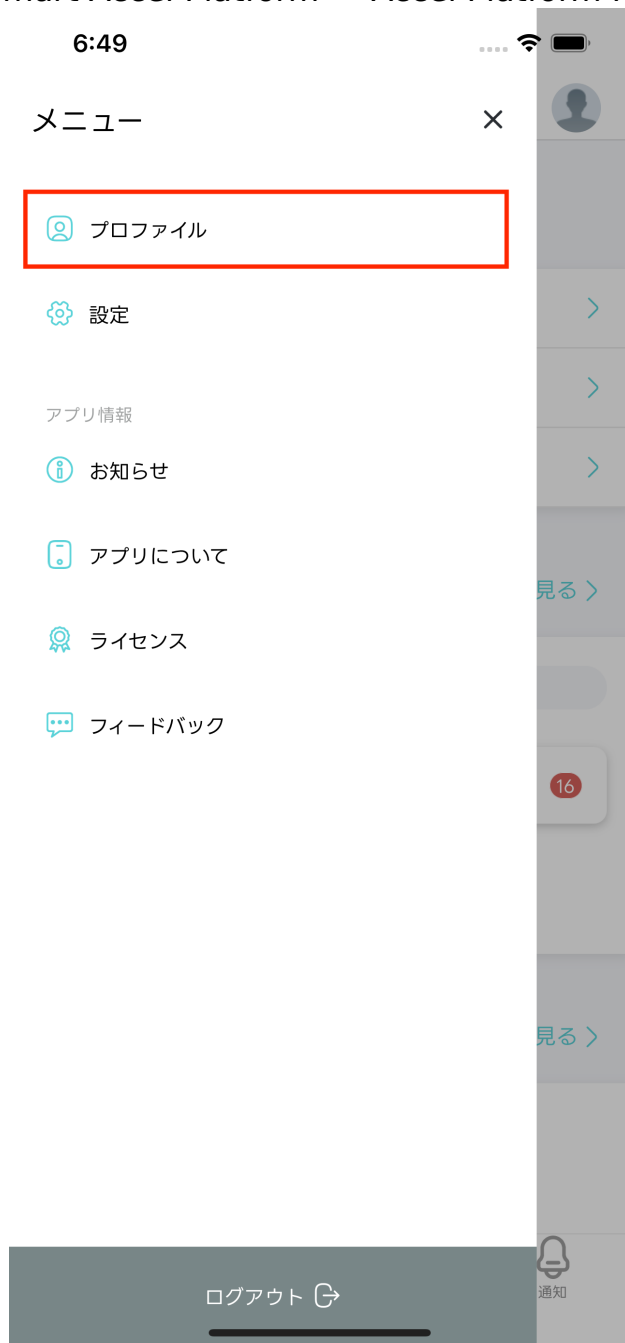 6:49
メニュー
プロファイル
設定
アプリ情報
お知らせ
アプリについて
見る
ライセンス
フィードバック
16
見る
通知
ログアウト